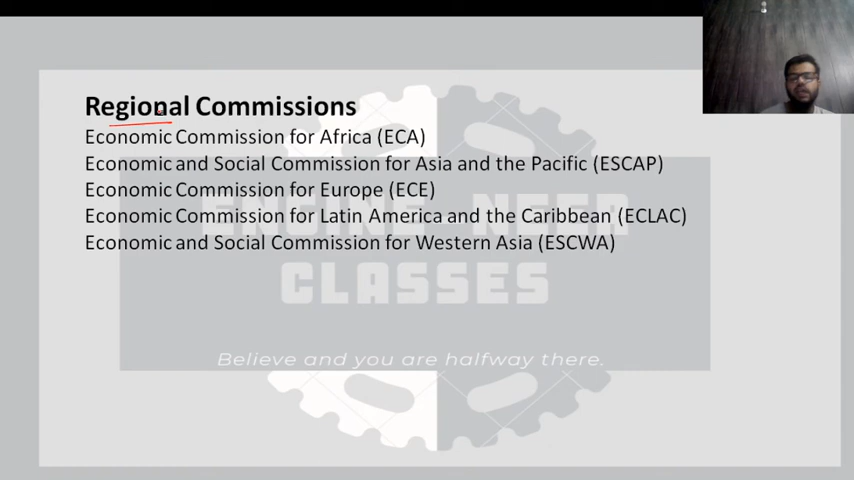 Regional Commissions
Economic Commission for Africa (ECA)
Economic and Social Commission for Asia and the Pacific (ESCAP)
Economic Commission for Europe (ECE)
Economic Commission for Latin America and the Caribbean (ECLAC)
Economic and Social Commission for Western Asia (ESCWA)
ENGINE NEER
CLASSES
Believe and you are halfway there.